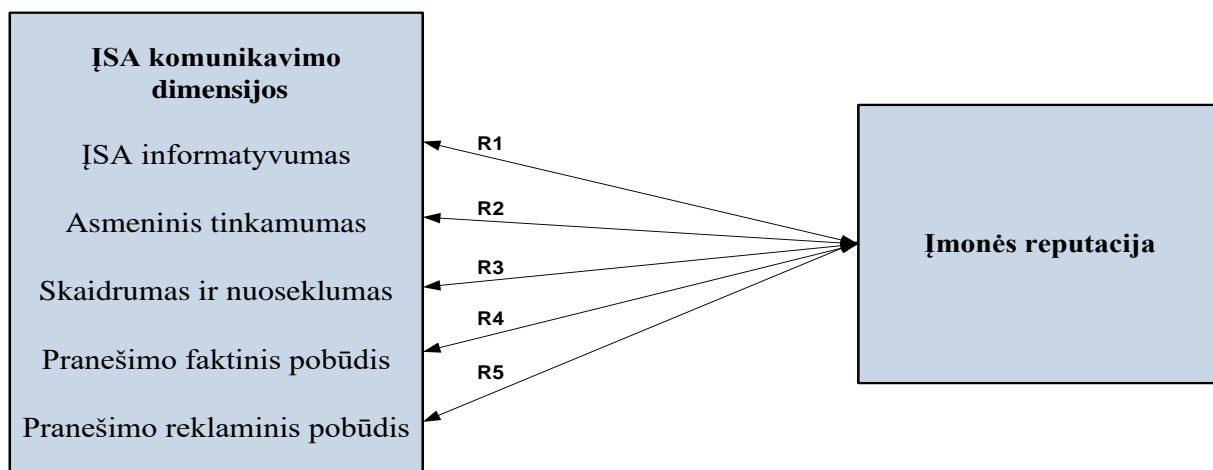 ĮSA komunikavimo
dimensijos
ĮSA informatyvumas
Asmeninis tinkamumas
Skaidrumas ir nuoseklumas
Pranešimo faktinis pobūdis
Pranešimo reklaminis pobūdis
R1
R2
R3
R4
R5
Įmonės reputacija